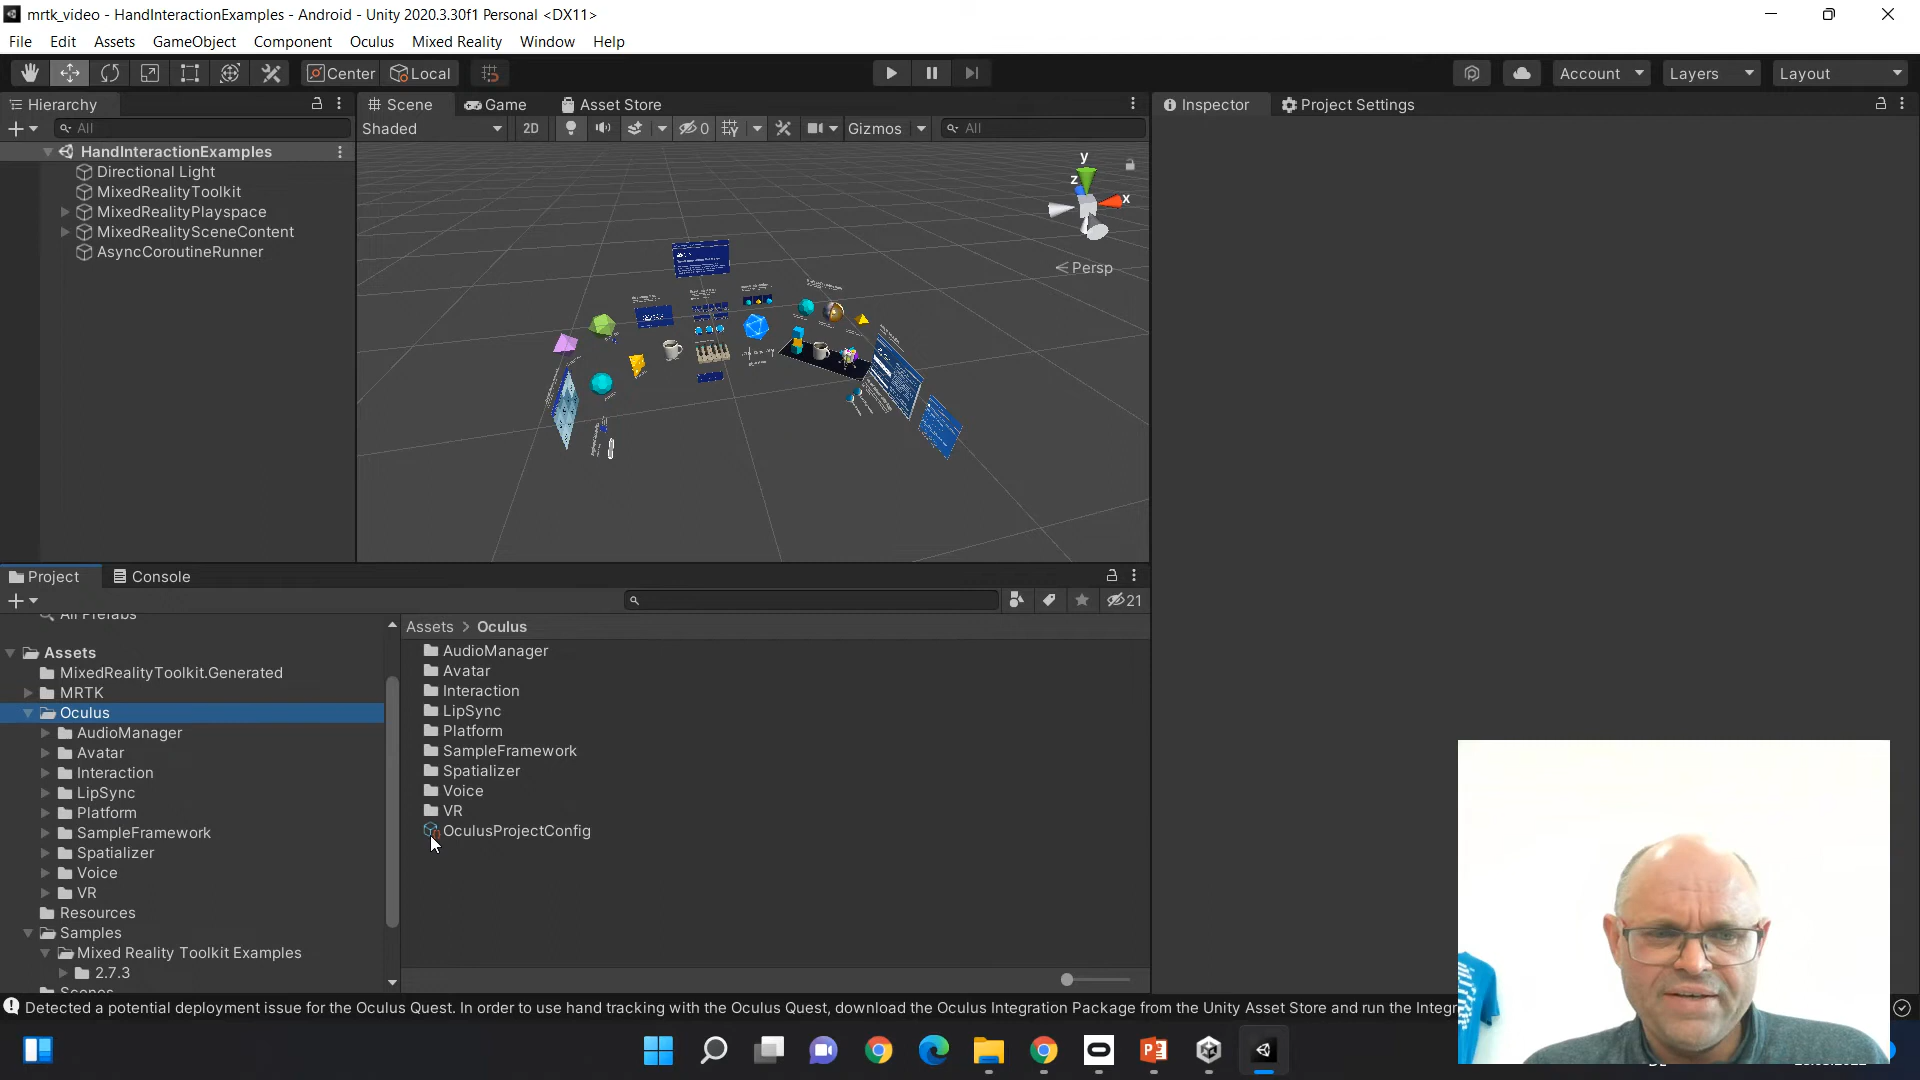 mrtk_video - HandInteractionExamples - Android - Unity 2020.3.30f1 Personal <DX11>
File Edit Assets GameObject Component Oculus Mixed Reality Window Help
Center Local Account Layers Layout
Hierarchy
All
HandInteractionExamples
Directional Light
MixedRealityToolkit
MixedRealityPlayspace
MixedRealitySceneContent
AsyncCoroutineRunner
Scene Game Asset Store
Shaded 2D 0 Gizmos All
y
z
x
Persp
Inspector Project Settings
Project Console
21
All Prefabs
Assets
MixedRealityToolkit.Generated
MRTK
Oculus
AudioManager
Avatar
Interaction
LipSync
Platform
SampleFramework
Spatializer
Voice
VR
Resources
Samples
Mixed Reality Toolkit Examples
2.7.3
Scenes
Assets > Oculus
AudioManager
Avatar
Interaction
LipSync
Platform
SampleFramework
Spatializer
Voice
VR
OculusProjectConfig
Detected a potential deployment issue for the Oculus Quest. In order to use hand tracking with the Oculus Quest, download the Oculus Integration Package from the Unity Asset Store and run the Integr